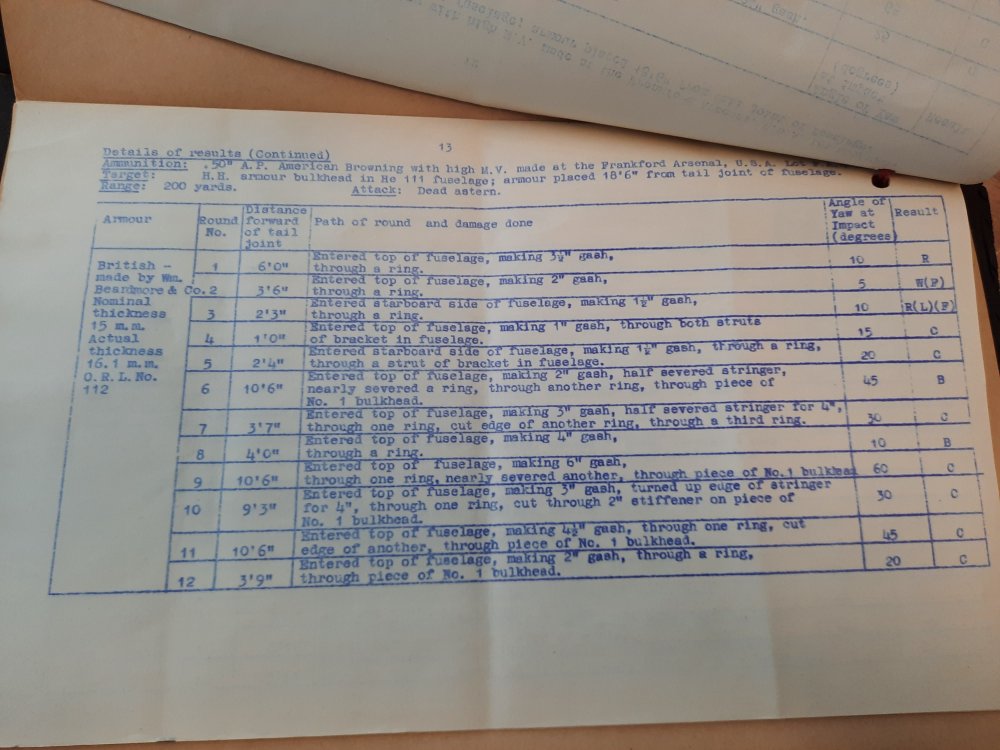 13
Details of results (Continued)
Ammunition: .50" A.P. American Browning with high M.V. made at the Frankford Arsenal, U.S.A.
Target: H.H. armour bulkhead in He 111 fuselage; armour placed 18'6" from tail joint of fuselage.
Range: 200 yards. Attack: Dead astern.
Armour
Round No.
Distance forward of tail joint
Path of round and damage done
Angle of Yaw at Impact (degrees)
Result
British -
made by Wm.
Beardmore & Co.
Nominal
thickness
15 m.m.
Actual
thickness
16.1 m.m.
O.R.L. No.
112
1 6'0" Entered top of fuselage, making 3½" gash, 10 R
through a ring.
2 3'6" Entered top of fuselage, making 2" gash, 5 W(P)
through a ring.
3 2'3" Entered starboard side of fuselage, making 1½" gash, 10 R(L)(F)
through a ring.
4 1'0" Entered top of fuselage, making 1" gash, through both struts 15 C
of bracket in fuselage.
5 2'4" Entered starboard side of fuselage, making 1½" gash, through a ring, 20 C
through a strut of bracket in fuselage.
6 10'6" Entered top of fuselage, making 2" gash, half severed stringer, 45 B
nearly severed a ring, through another ring, through piece of
No. 1 bulkhead.
7 3'7" Entered top of fuselage, making 3" gash, half severed stringer for 4", 30 C
through one ring, cut edge of another ring, through a third ring.
8 4'0" Entered top of fuselage, making 4" gash, 10 B
through a ring.
9 10'6" Entered top of fuselage, making 6" gash, 60 C
through one ring, nearly severed another, through piece of No.1 bulkhead
10 9'3" Entered top of fuselage, making 3" gash, turned up edge of stringer 30 C
for 4", through one ring, cut through 2" stiffener on piece of
No. 1 bulkhead.
11 10'6" Entered top of fuselage, making 4½" gash, through one ring, cut 45 C
edge of another, through piece of No. 1 bulkhead.
12 3'9" Entered top of fuselage, making 2" gash, through a ring, 20 C
through piece of No. 1 bulkhead.